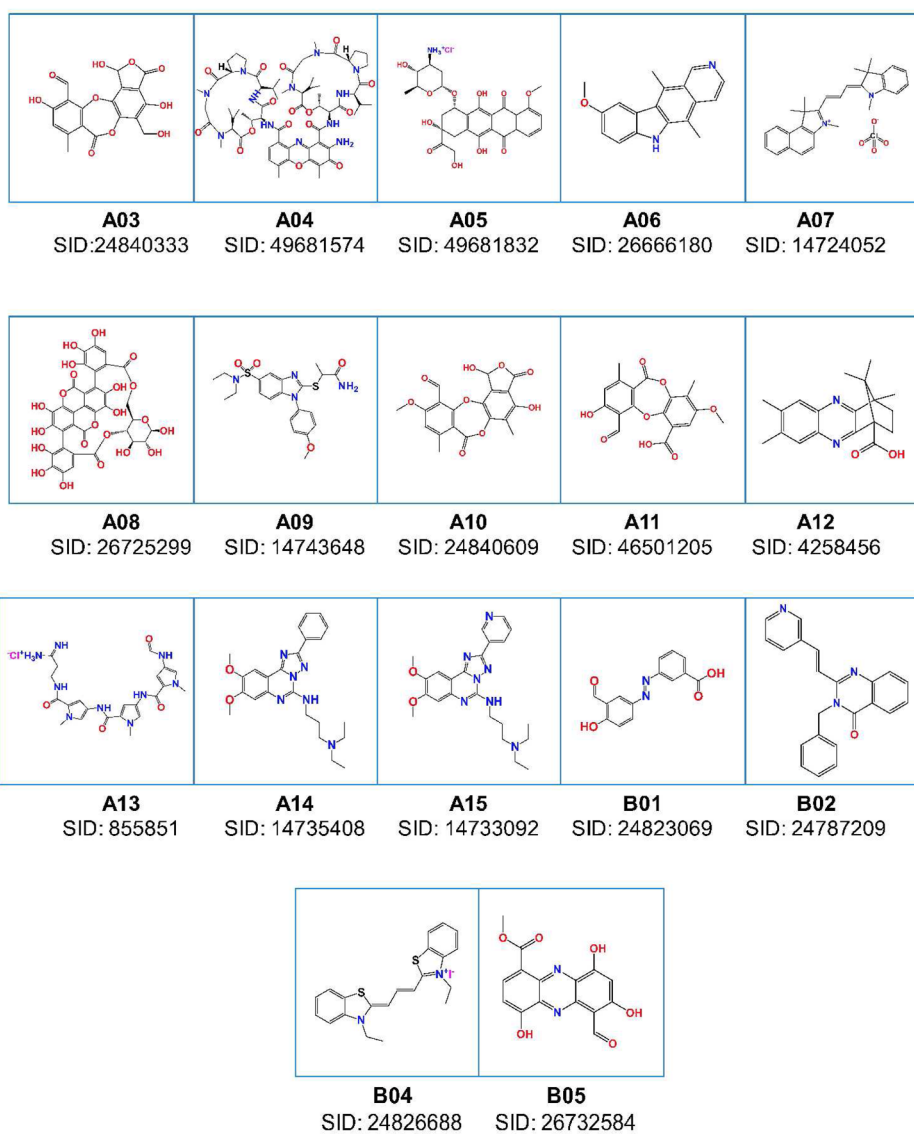 A03 A04 A05 A06 A07
SID:24840333 SID: 49681574 SID: 49681832 SID: 26666180 SID: 14724052
A08 A09 A10 A11 A12
SID: 26725299 SID: 14743648 SID: 24840609 SID: 46501205 SID: 4258456
A13 A14 A15 B01 B02
SID: 855851 SID: 14735408 SID: 14733092 SID: 24823069 SID: 24787209
B04 B05
SID: 24826688 SID: 26732584